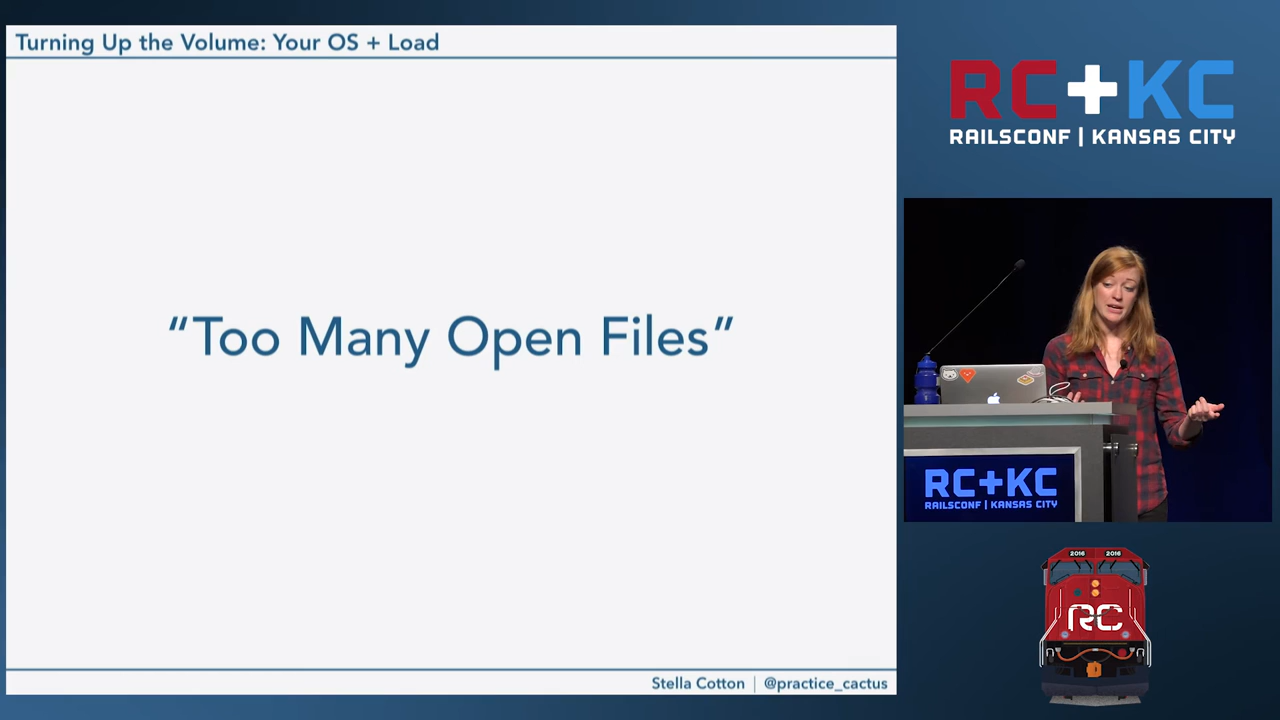 Turning Up the Volume: Your OS + Load
“Too Many Open Files”
Stella Cotton | @practice_cactus
RC+KC
RAILSCONF | KANSAS CITY
RC+KC
RAILSCONF | KANSAS CITY
2016 2016
RC